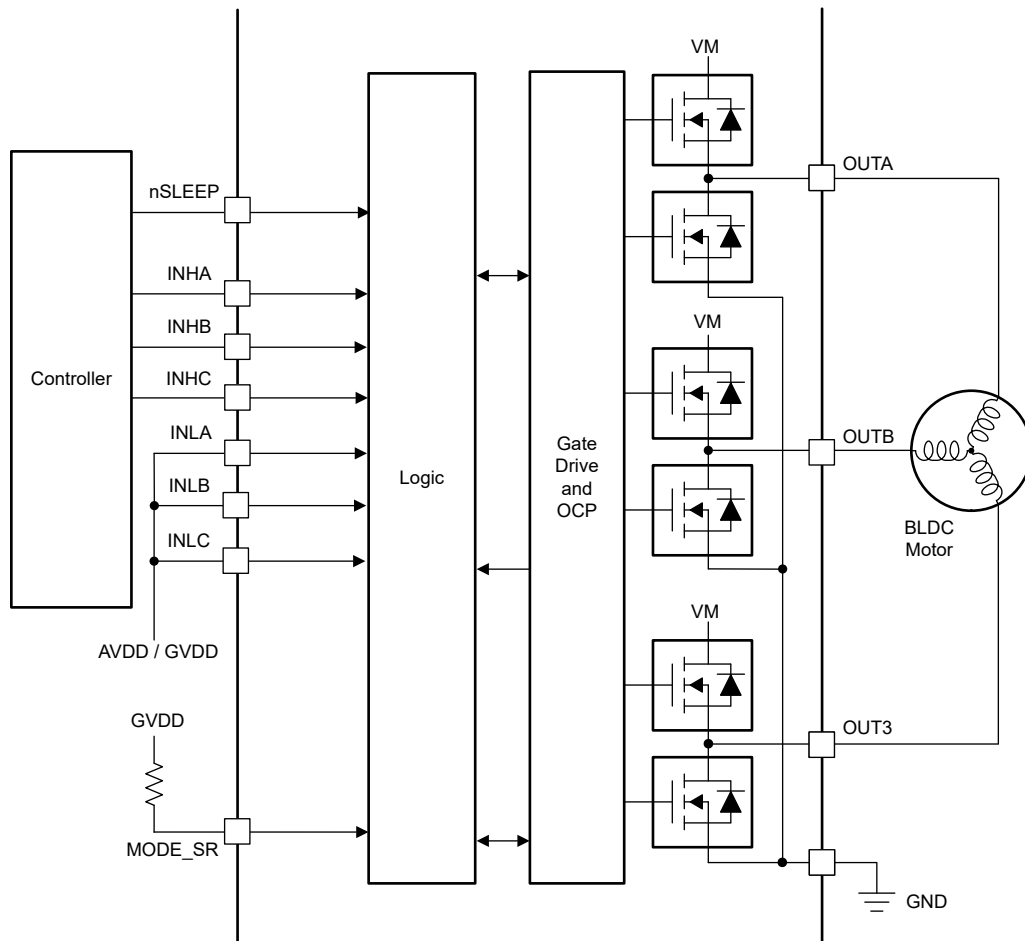 VM
OUTA
nSLEEP
INHA
INHB
INHC
INLA
INLB
INLC
Controller
Logic
Gate
Drive
and
OCP
VM
OUTB
BLDC
Motor
AVDD / GVDD
VM
GVDD
OUT3
MODE_SR
GND